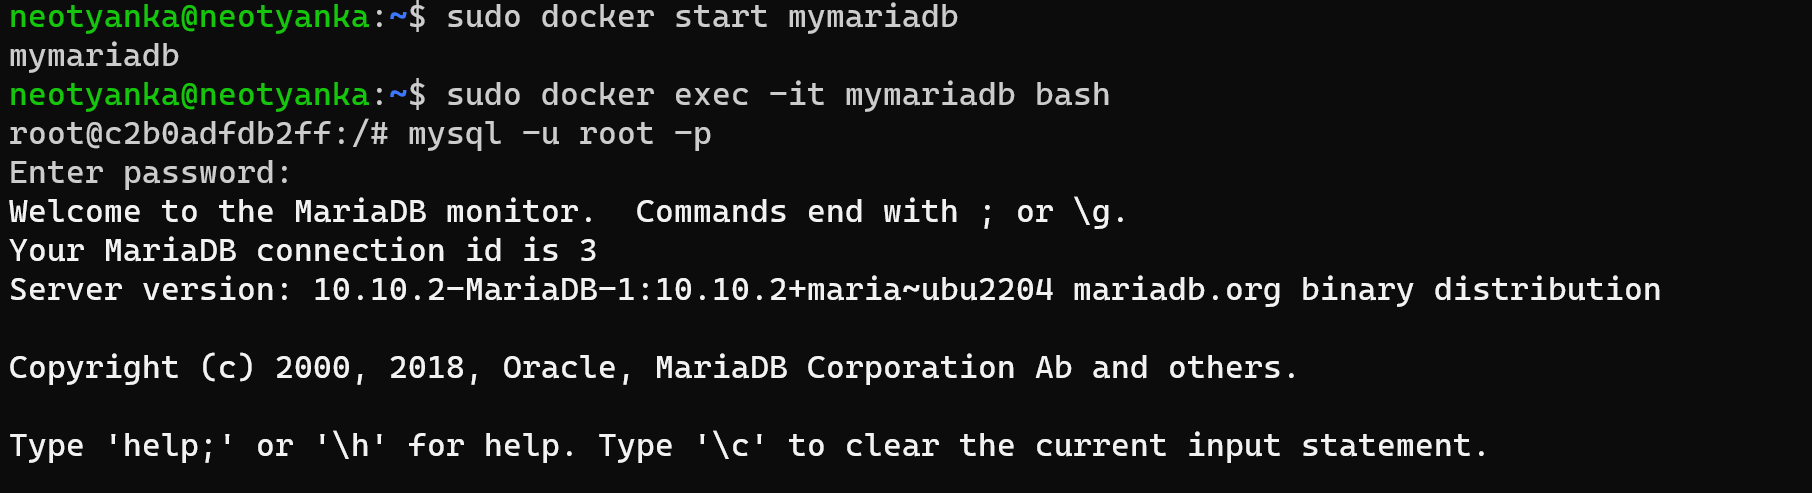 neotyanka@neotyanka:~$ sudo docker start mymariadb
mymariadb
neotyanka@neotyanka:~$ sudo docker exec -it mymariadb bash
root@c2b0adfdb2ff:/# mysql -u root -p
Enter password:
Welcome to the MariaDB monitor.  Commands end with ; or \g.
Your MariaDB connection id is 3
Server version: 10.10.2-MariaDB-1:10.10.2+maria~ubu2204 mariadb.org binary distribution
Copyright (c) 2000, 2018, Oracle, MariaDB Corporation Ab and others.
Type 'help;' or '\h' for help. Type '\c' to clear the current input statement.